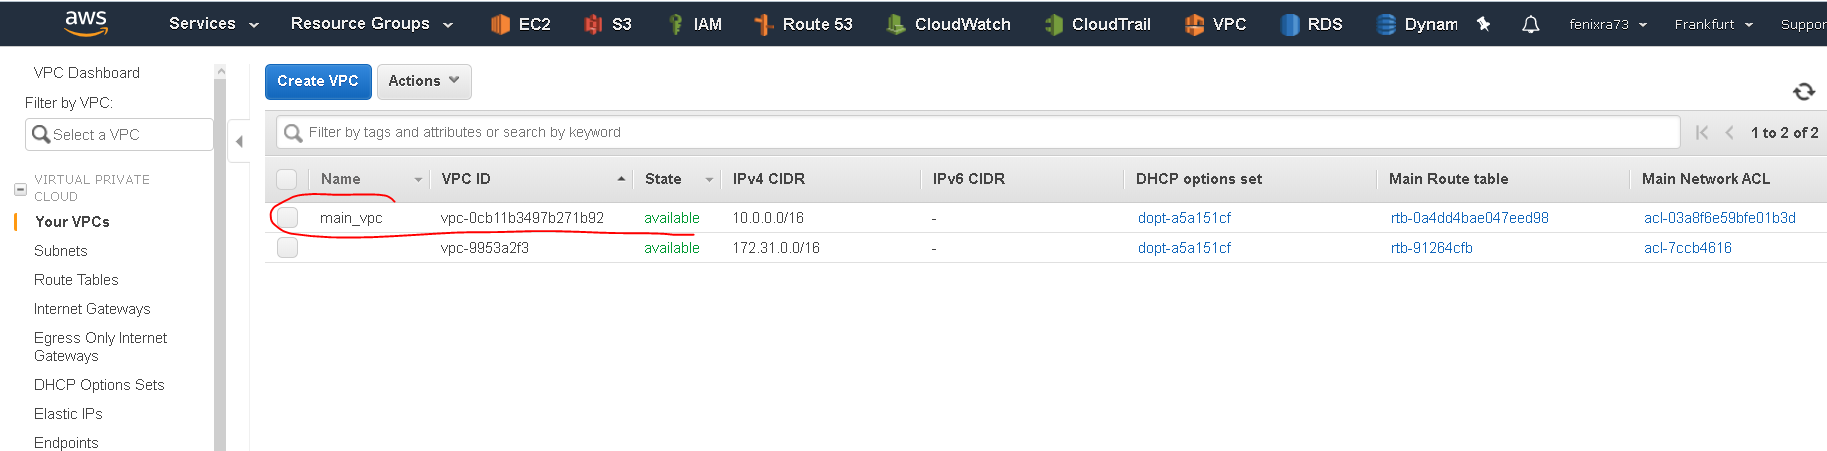 aws Services Resource Groups EC2 S3 IAM Route 53 CloudWatch CloudTrail VPC RDS Dynam fenixra73 Frankfurt Suppor
VPC Dashboard
Filter by VPC:
Select a VPC
VIRTUAL PRIVATE
CLOUD
Your VPCs
Subnets
Route Tables
Internet Gateways
Egress Only Internet
Gateways
DHCP Options Sets
Elastic IPs
Endpoints
Create VPC Actions
Filter by tags and attributes or search by keyword 1 to 2 of 2
Name VPC ID State IPv4 CIDR IPv6 CIDR DHCP options set Main Route table Main Network ACL
main_vpc vpc-0cb11b3497b271b92 available 10.0.0.0/16 - dopt-a5a151cf rtb-0a4dd4bae047eed98 acl-03a8f6e59bfe01b3d
vpc-9953a2f3 available 172.31.0.0/16 - dopt-a5a151cf rtb-91264cfb acl-7ccb4616